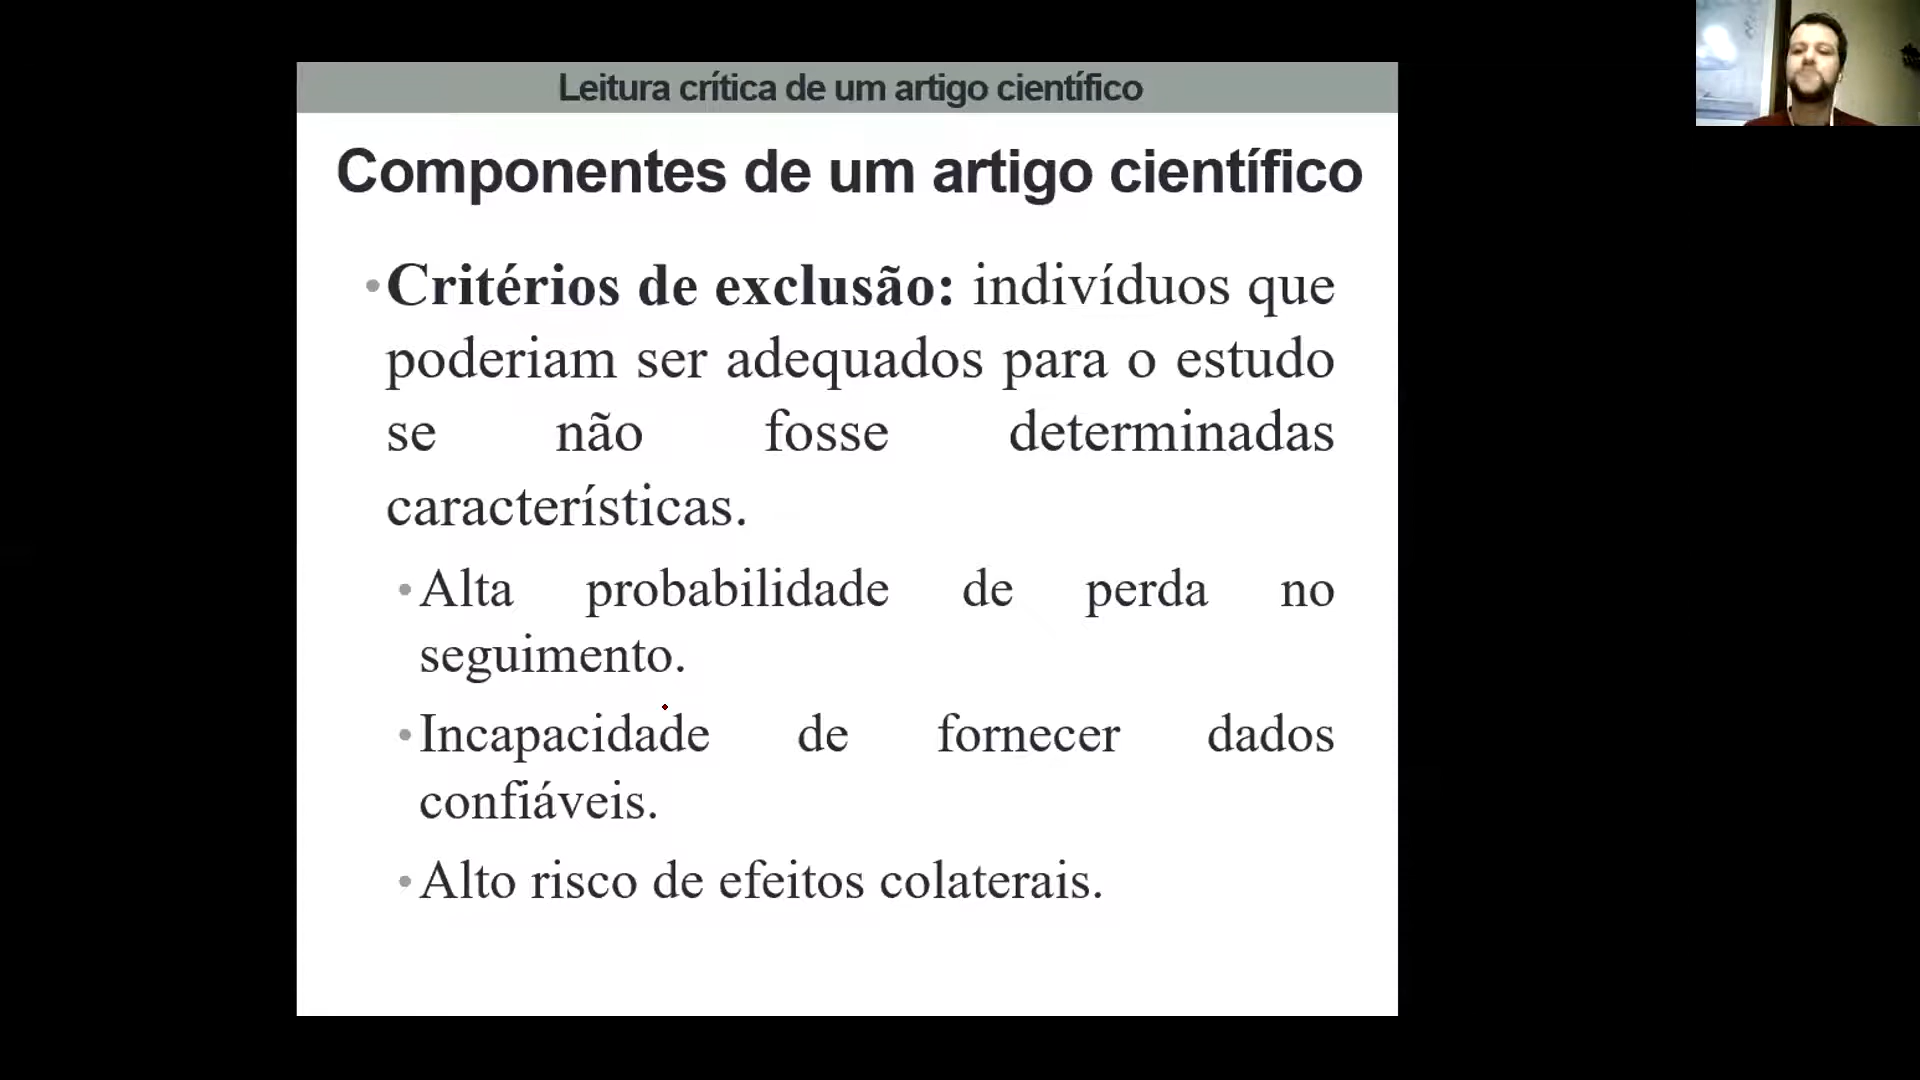 Leitura crítica de um artigo científico
Componentes de um artigo científico
•Critérios de exclusão: indivíduos que
poderiam ser adequados para o estudo
se não fosse determinadas
características.
•Alta probabilidade de perda no
seguimento.
•Incapacidade de fornecer dados
confiáveis.
•Alto risco de efeitos colaterais.